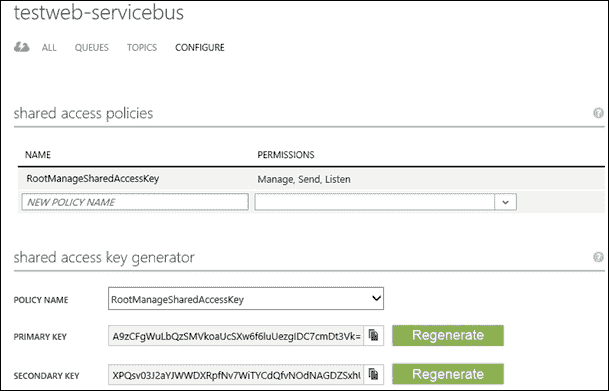 testweb-servicebus
ALL QUEUES TOPICS CONFIGURE
shared access policies
NAME PERMISSIONS
RootManageSharedAccessKey Manage, Send, Listen
NEW POLICY NAME
shared access key generator
POLICY NAME RootManageSharedAccessKey
PRIMARY KEY A9zCFgWuLbQzSMVkoaUcSXw6f6luUezgIDC7cmDt3Vk= Regenerate
SECONDARY KEY XPQsv03J2aYJWWDXRpfNv7WiTYCdQfvNOdNAGDZSxhU Regenerate